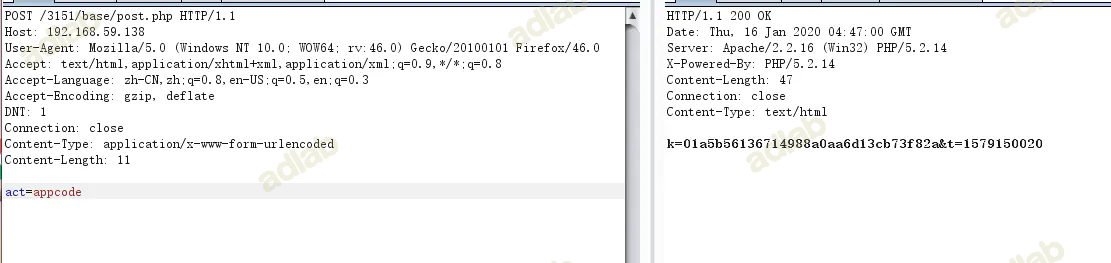 POST /3151/base/post.php HTTP/1.1
Host: 192.168.59.138
User-Agent: Mozilla/5.0 (Windows NT 10.0; WOW64; rv:46.0) Gecko/20100101 Firefox/46.0
Accept: text/html,application/xhtml+xml,application/xml;q=0.9,*/*;q=0.8
Accept-Language: zh-CN,zh;q=0.8,en-US;q=0.5,en;q=0.3
Accept-Encoding: gzip, deflate
DNT: 1
Connection: close
Content-Type: application/x-www-form-urlencoded
Content-Length: 11
act=appcode
HTTP/1.1 200 OK
Date: Thu, 16 Jan 2020 04:47:00 GMT
Server: Apache/2.2.16 (Win32) PHP/5.2.14
X-Powered-By: PHP/5.2.14
Content-Length: 47
Connection: close
Content-Type: text/html
k=01a5b56136714988a0aa6d13cb73f82a&t=1579150020
adlab
adlab
adlab
adlab
adlab
adlab